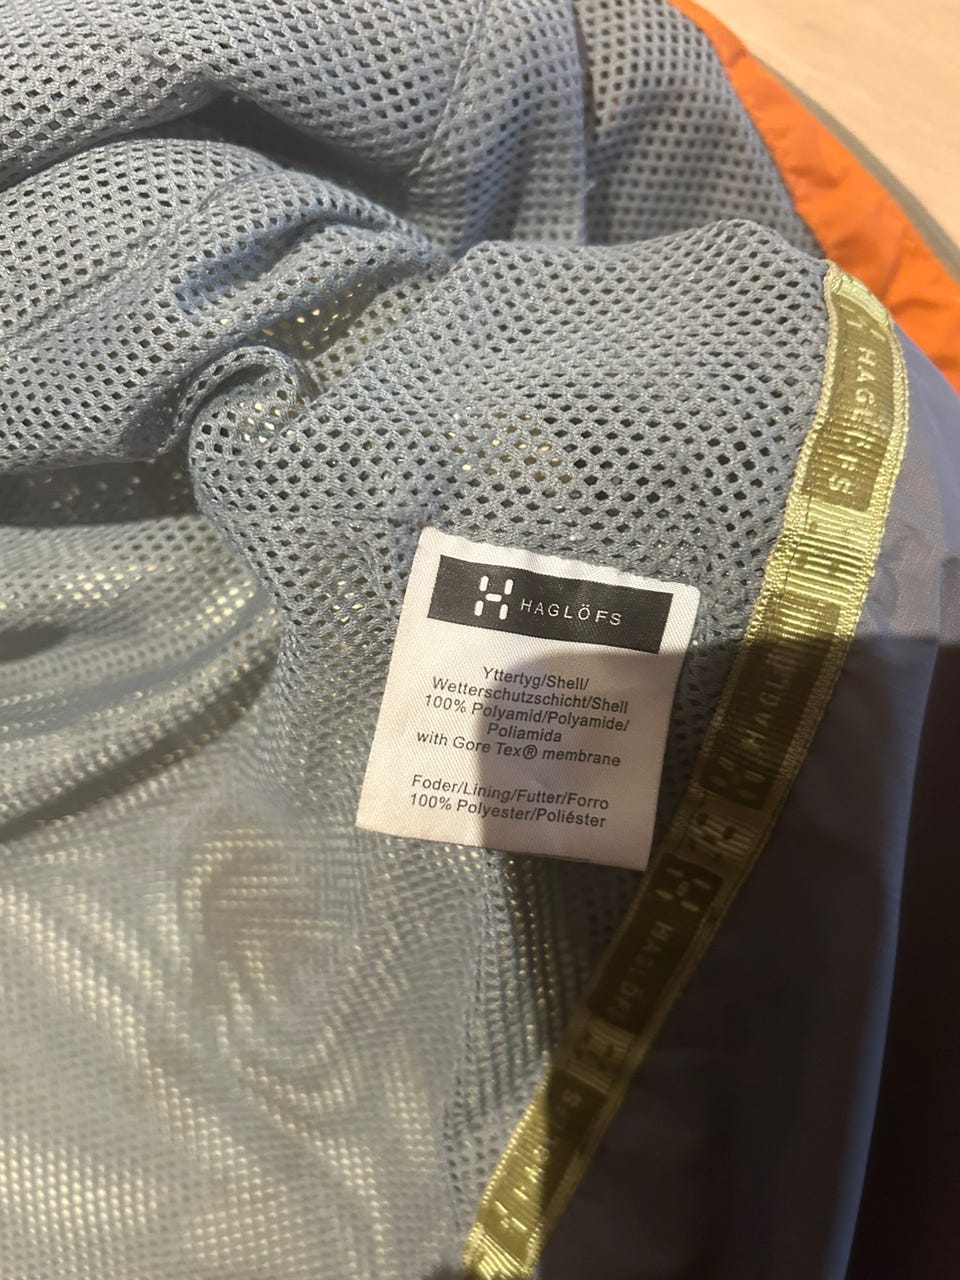 HAGLÖFS
Yttertyg/Shell/
Wetterschutzschicht/Shell
100% Polyamid/Polyamide/
Poliamida
with Gore Tex® membrane
Foder/Lining/Futter/Forro
100% Polyester/Poliéster
HAGLÖFS
HAGLÖFS
HAGLÖFS